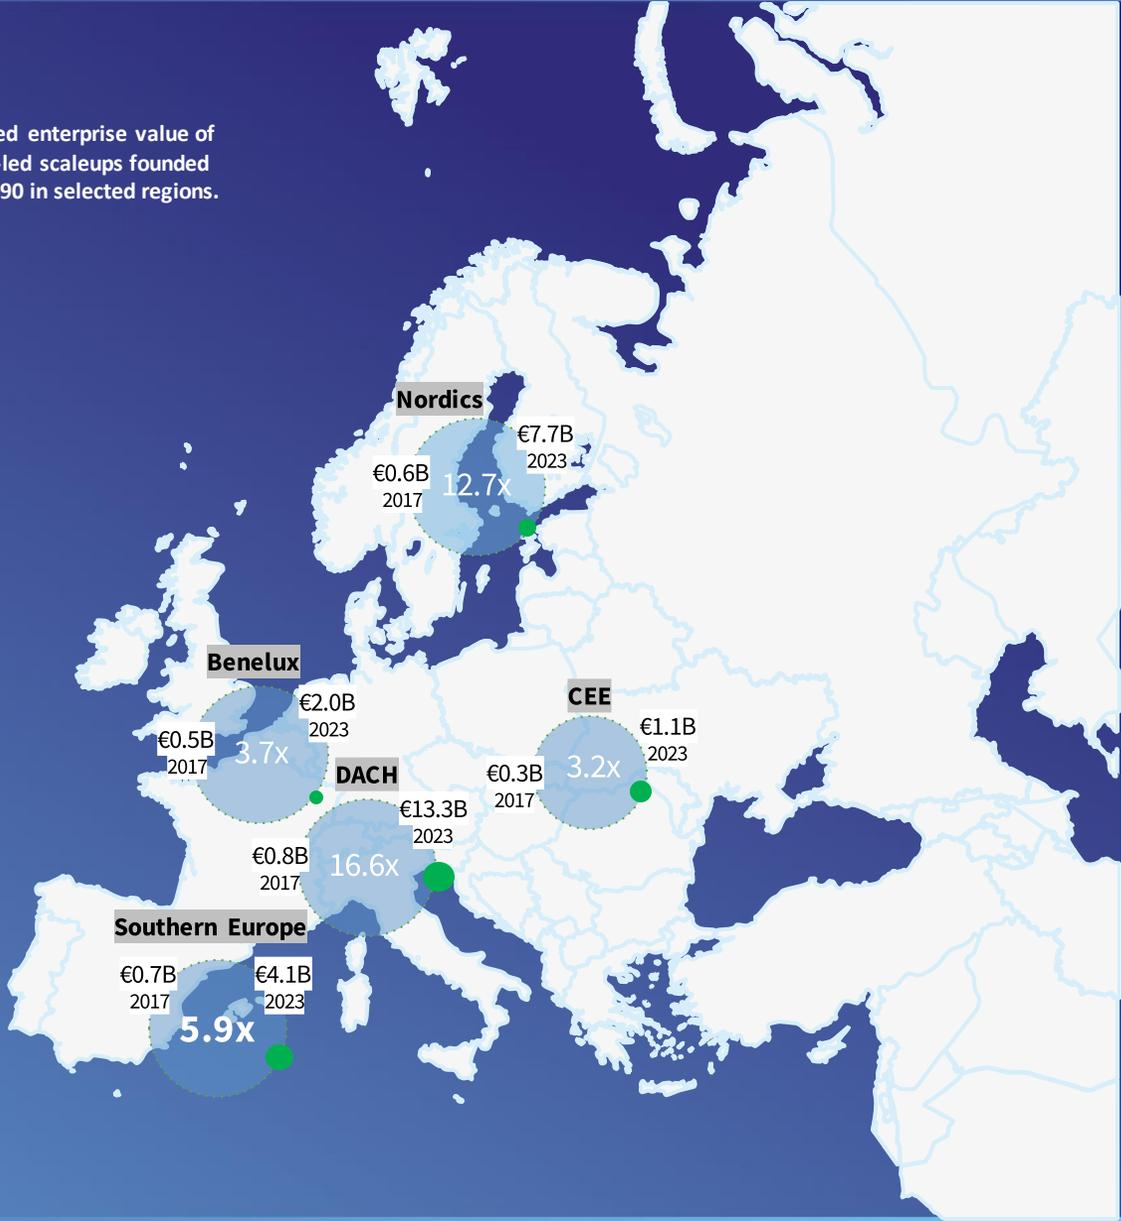 enterprise value of
-led scaleups founded
90 in selected regions.
Nordics
€7.7B
2023
€0.6B
2017
12.7x
Benelux
€2.0B
2023
€0.5B
2017
3.7x
CEE
€1.1B
2023
€0.3B
2017
3.2x
DACH
€13.3B
2023
€0.8B
2017
16.6x
Southern Europe
€0.7B
2017
€4.1B
2023
5.9x